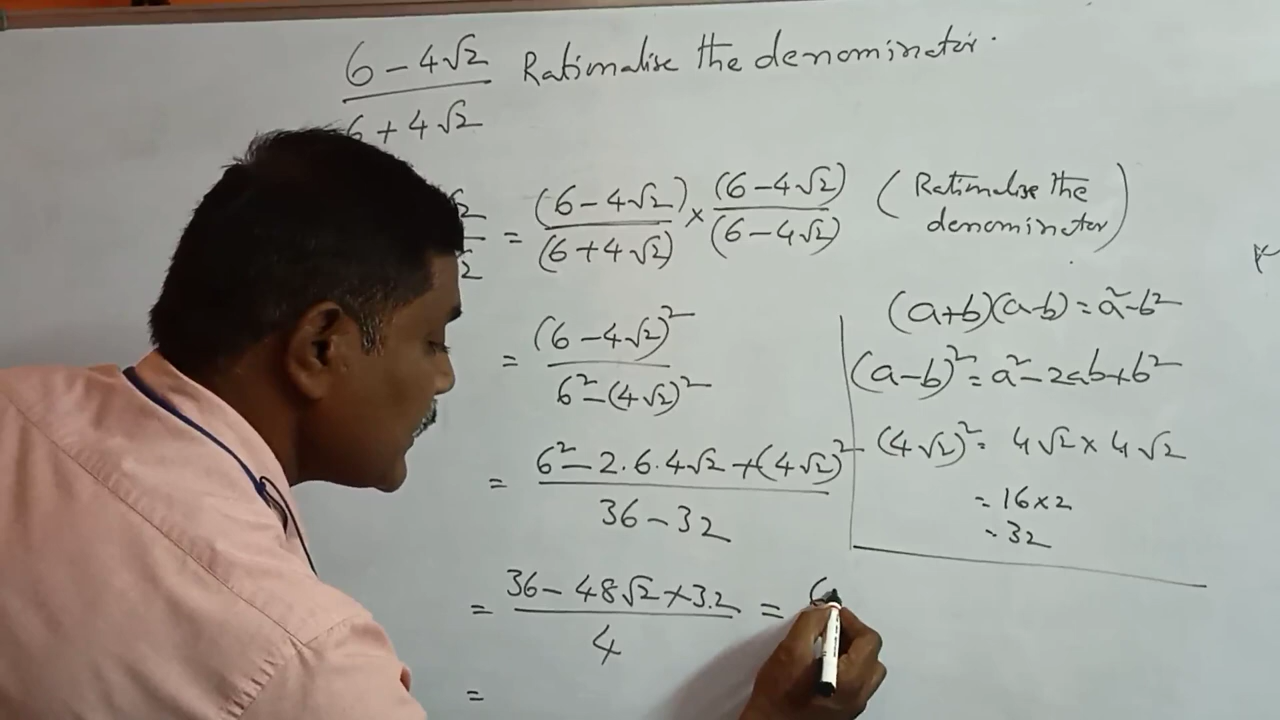 6 - 4√2 Rationalise the denominator.
6 + 4√2
√2 = (6 - 4√2) × (6 - 4√2) (Rationalise the
√2 (6 + 4√2) (6 - 4√2) denominator)
(a+b)(a-b) = a² - b²
= (6 - 4√2)²
6² - (4√2)²
(a-b)² = a² - 2ab + b²
= 6² - 2.6.4√2 + (4√2)²
36 - 32
(4√2)² = 4√2 × 4√2
= 16 × 2
= 32
= 36 - 48√2 + 32 = 6
4
=